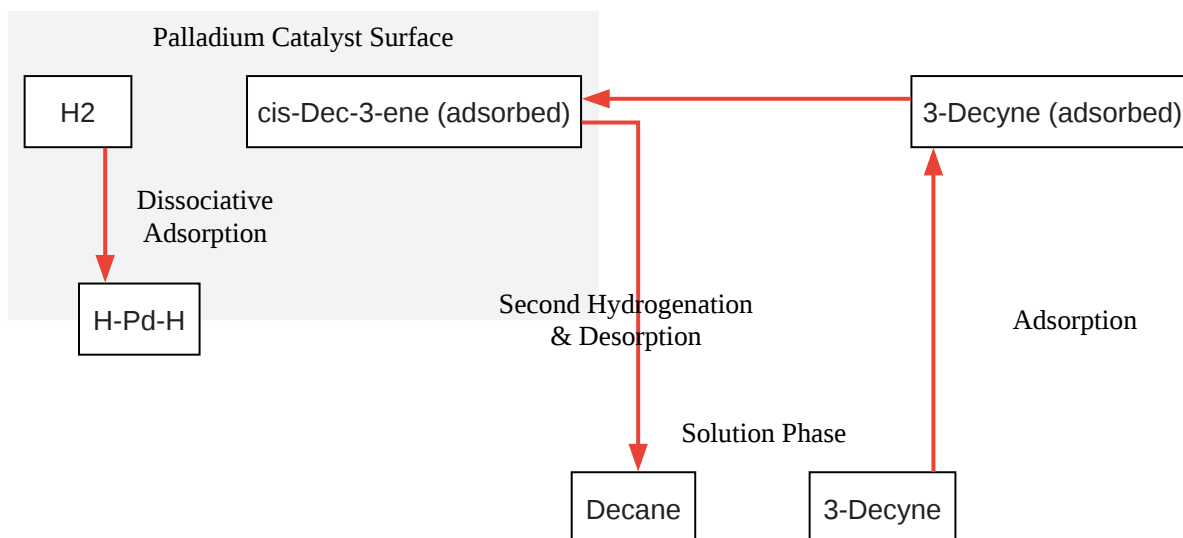 Palladium Catalyst Surface
H2
cis-Dec-3-ene (adsorbed)
3-Decyne (adsorbed)
Dissociative
Adsorption
H-Pd-H
Second Hydrogenation
& Desorption
Adsorption
Solution Phase
Decane
3-Decyne